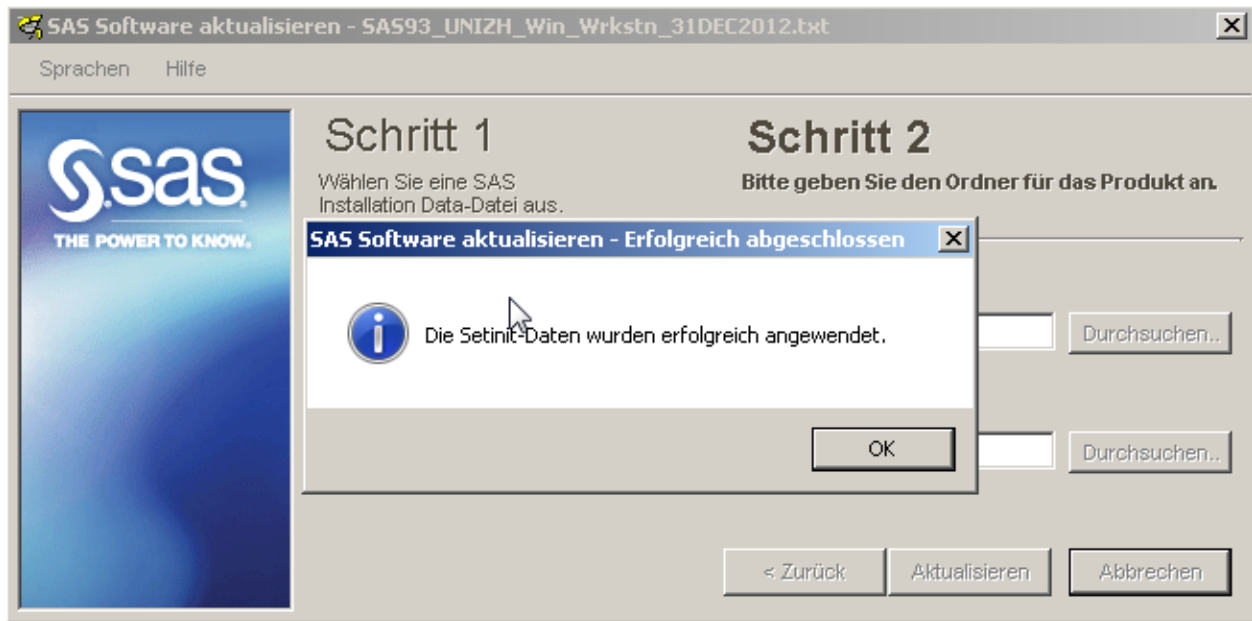 SAS Software aktualisieren - SAS93_UNIZH_Win_Wrkstn_31DEC2012.txt
Sprachen Hilfe
sas
THE POWER TO KNOW.
Schritt 1
Wählen Sie eine SAS
Installation Data-Datei aus.
Schritt 2
Bitte geben Sie den Ordner für das Produkt an.
SAS Software aktualisieren - Erfolgreich abgeschlossen
Die Setinit-Daten wurden erfolgreich angewendet.
OK
Durchsuchen..
Durchsuchen..
< Zurück Aktualisieren Abbrechen